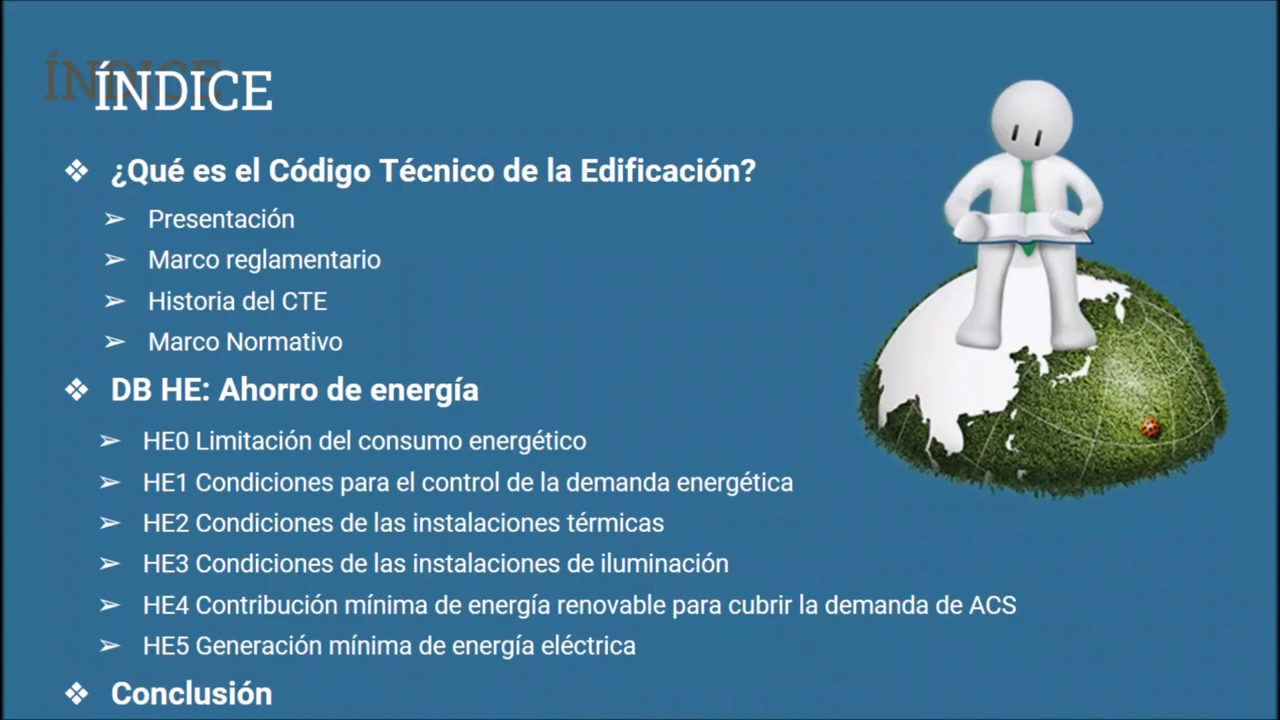 ÍNDICE
¿Qué es el Código Técnico de la Edificación?
Presentación
Marco reglamentario
Historia del CTE
Marco Normativo
DB HE: Ahorro de energía
HE0 Limitación del consumo energético
HE1 Condiciones para el control de la demanda energética
HE2 Condiciones de las instalaciones térmicas
HE3 Condiciones de las instalaciones de iluminación
HE4 Contribución mínima de energía renovable para cubrir la demanda de ACS
HE5 Generación mínima de energía eléctrica
Conclusión